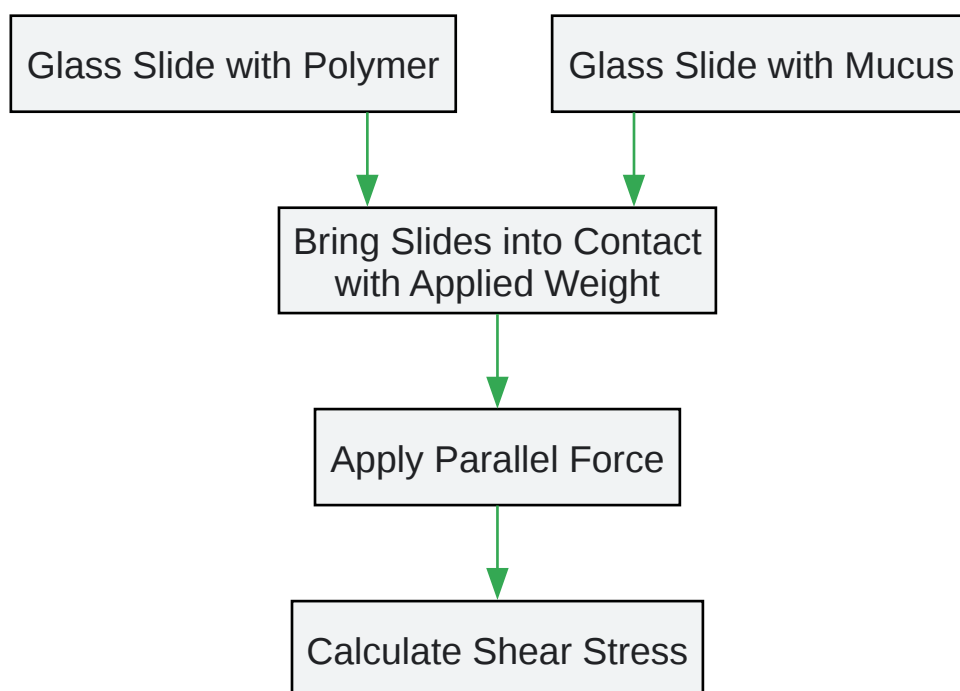 Glass Slide with Polymer
Glass Slide with Mucus
Bring Slides into Contact
with Applied Weight
Apply Parallel Force
Calculate Shear Stress